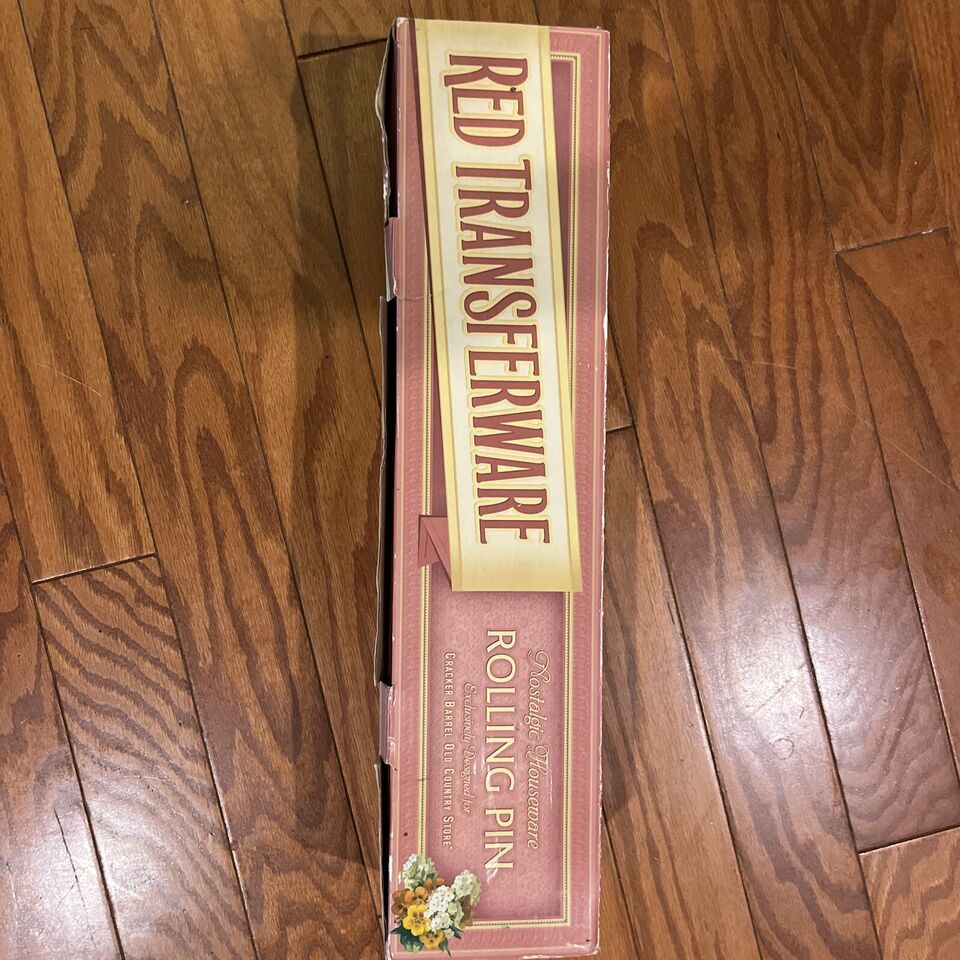 RED TRANSFERWARE
Nostalgic Houseware
ROLLING PIN
Exclusively Designed for
CRACKER BARREL OLD COUNTRY STORE